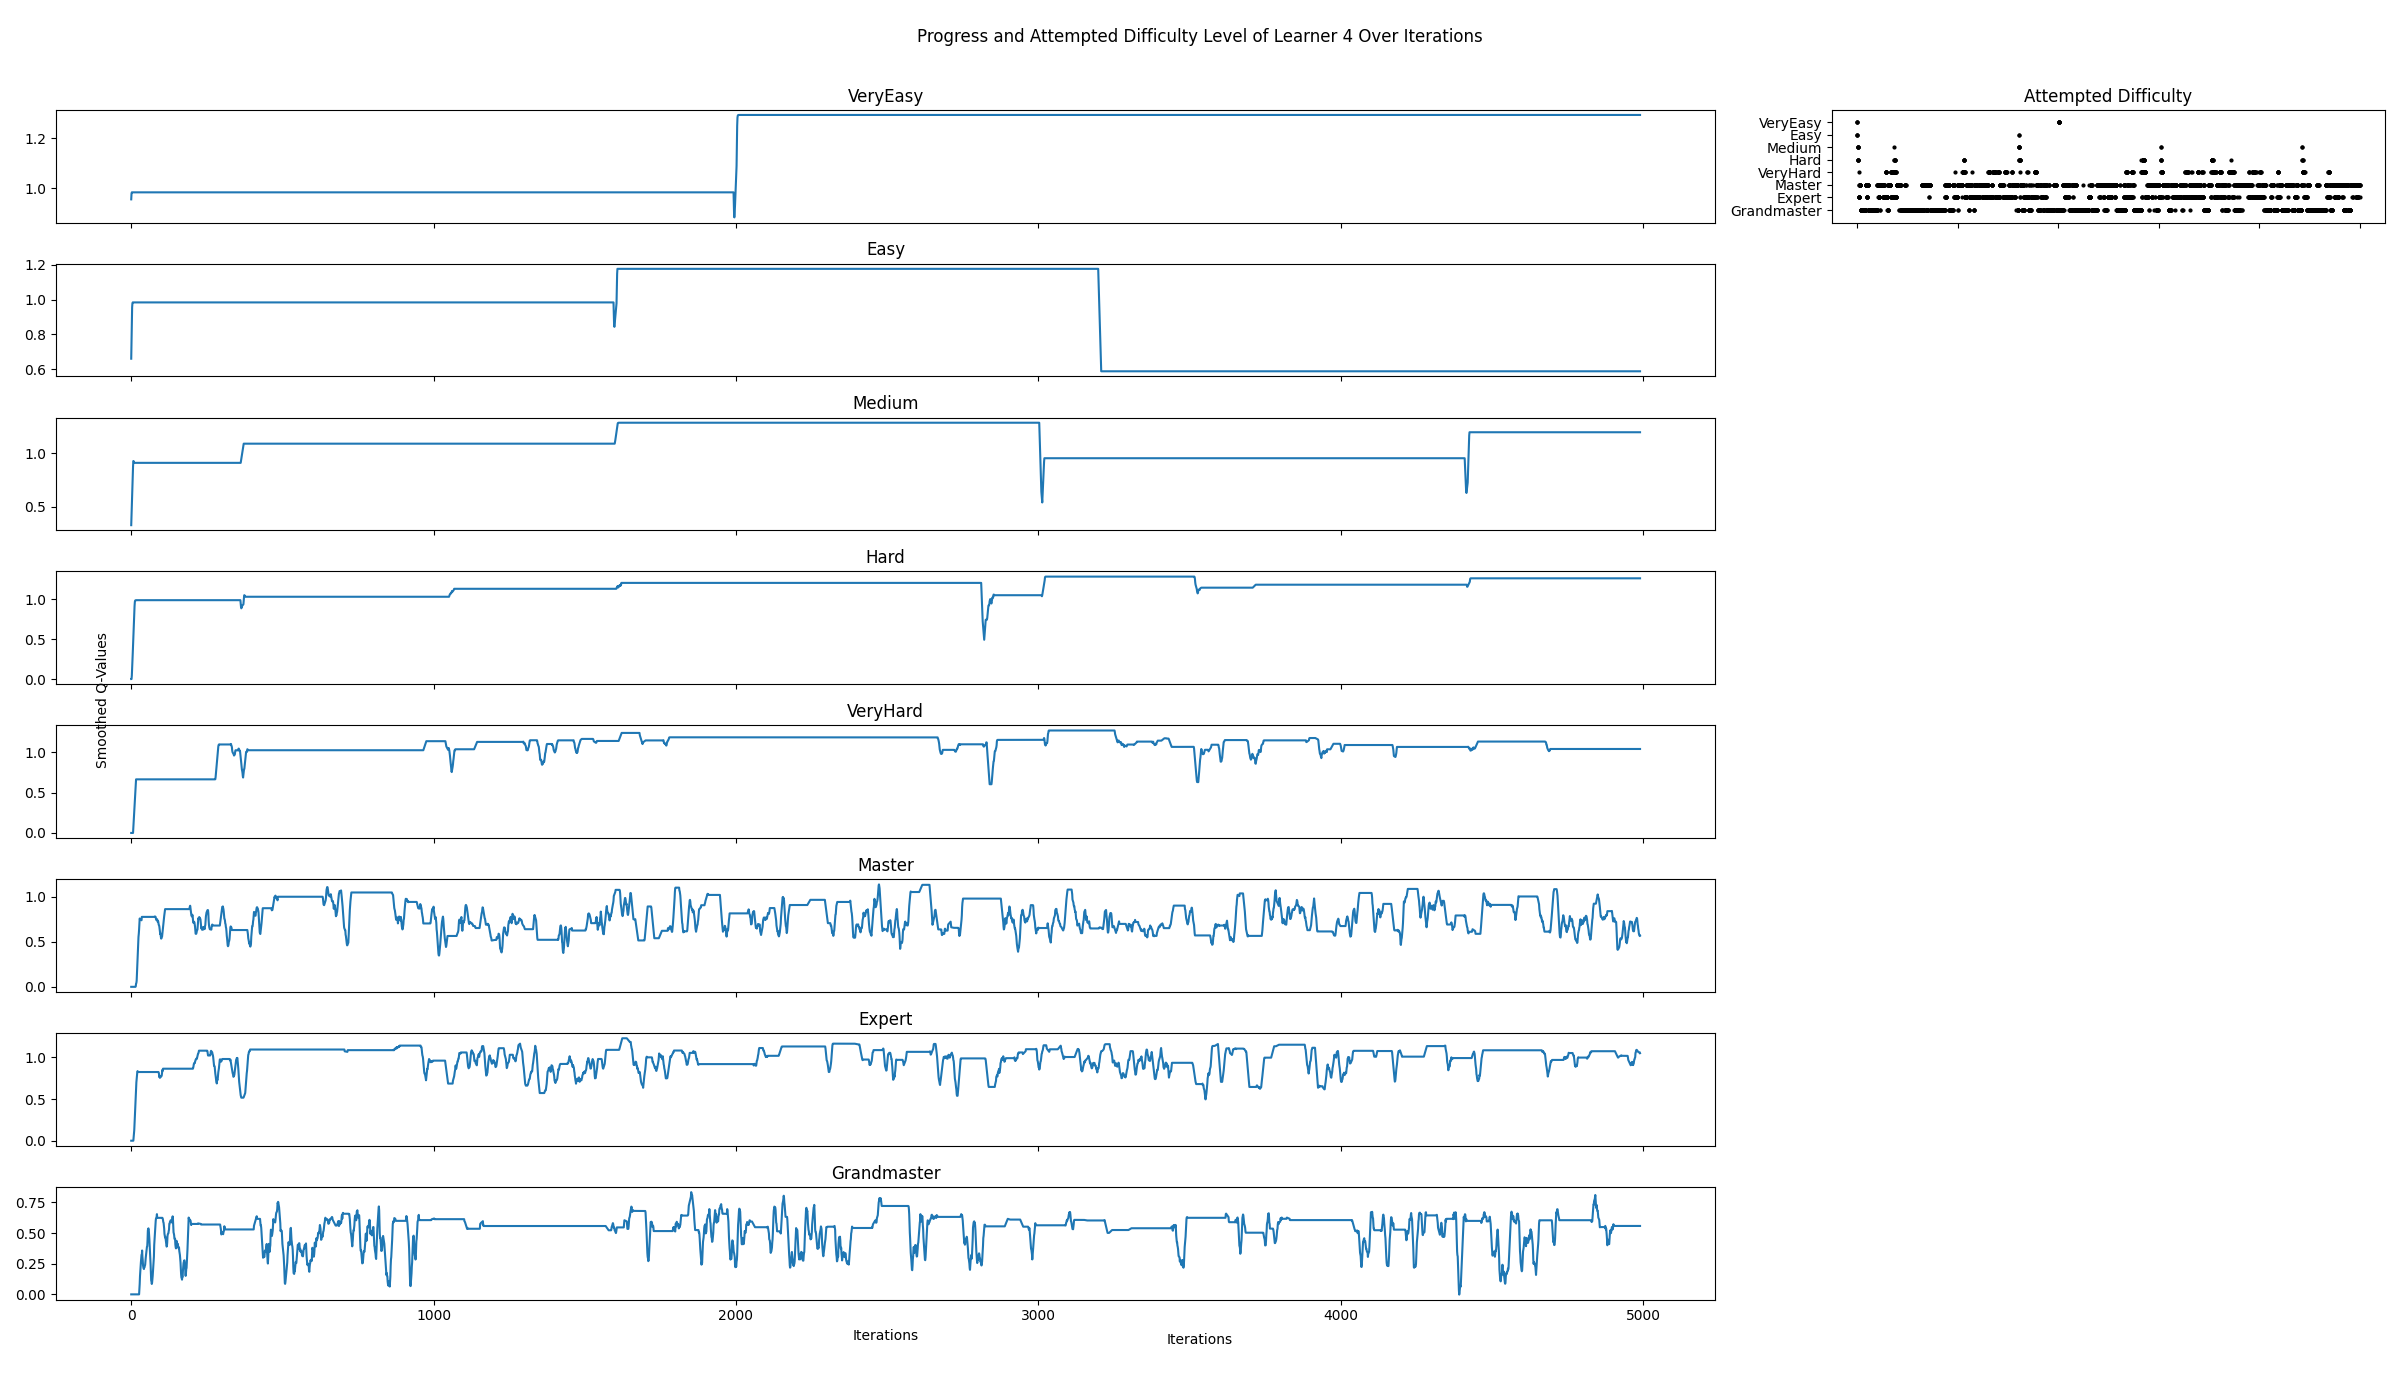 Progress and Attempted Difficulty Level of Learner 4 Over Iterations
VeryEasy
1.2
1.0
Easy
1.2
1.0
0.8
0.6
Medium
1.0
0.5
Hard
1.0
0.5
0.0
Smoothed Q-Values
VeryHard
1.0
0.5
0.0
Master
1.0
0.5
0.0
Expert
1.0
0.5
0.0
Grandmaster
0.75
0.50
0.25
0.00
0 1000 2000 3000 4000 5000
Iterations
Iterations
Attempted Difficulty
VeryEasy
Easy
Medium
Hard
VeryHard
Master
Expert
Grandmaster